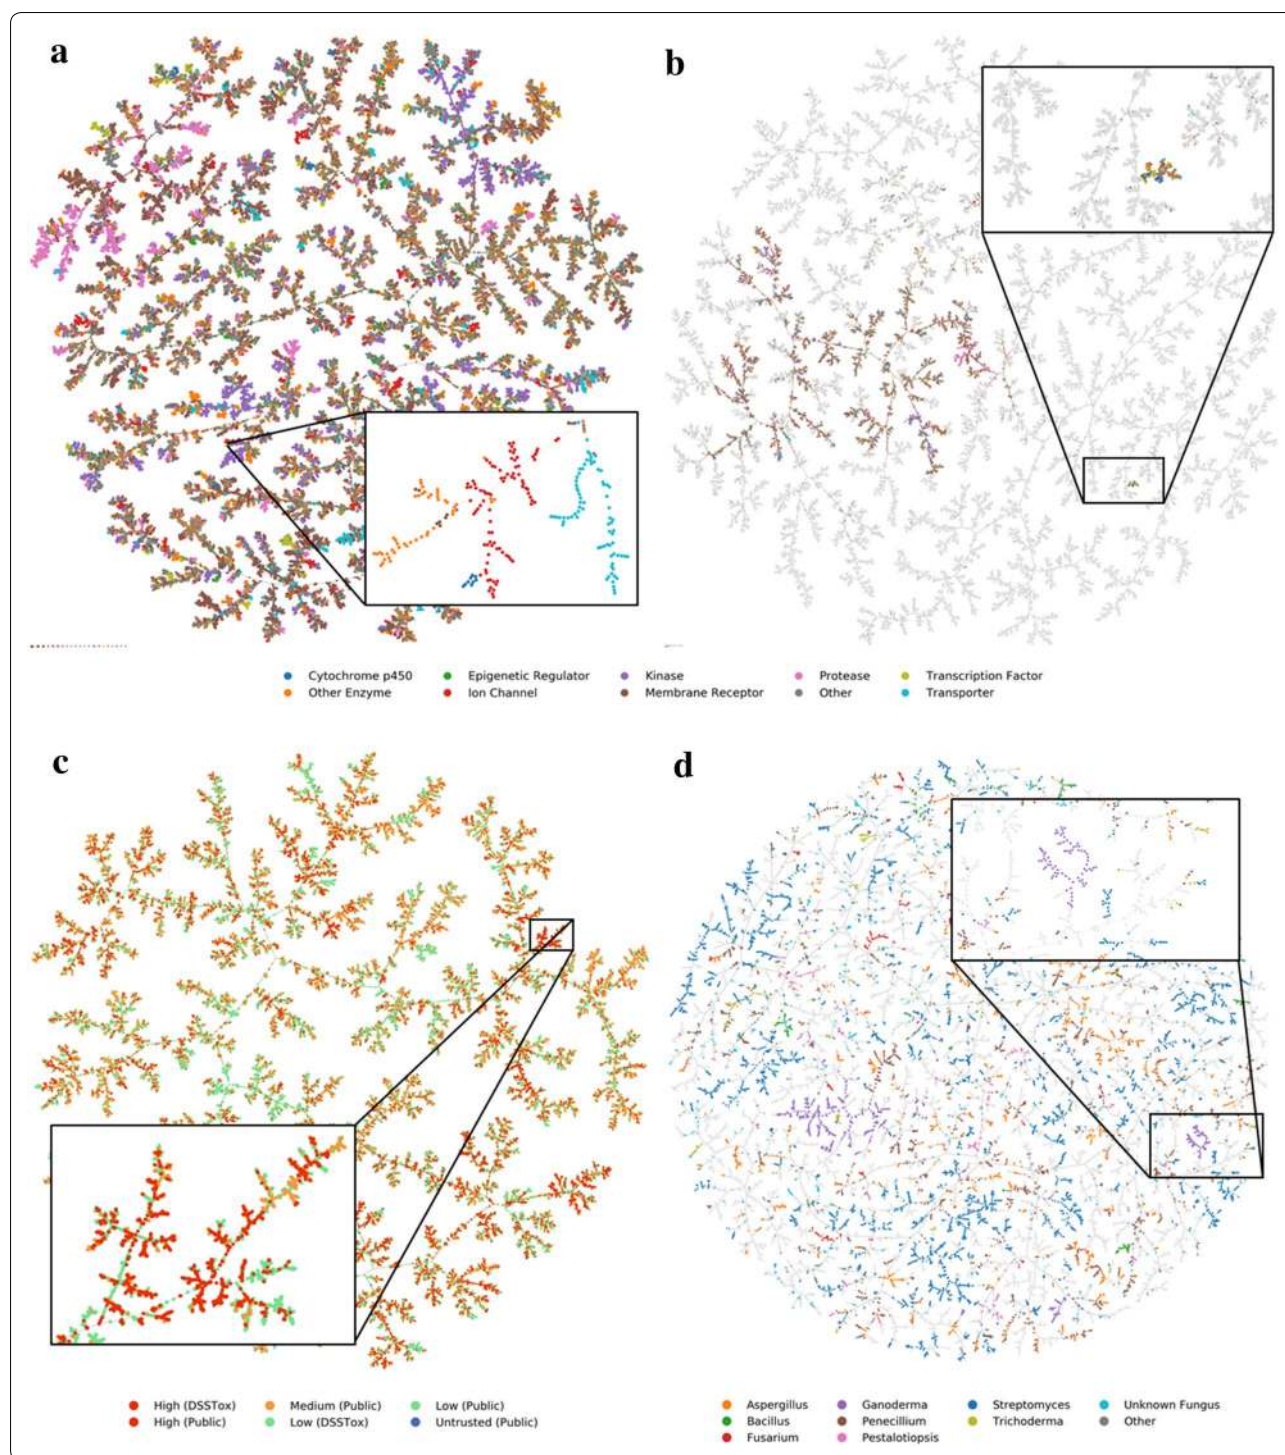 a
b
Cytochrome p450 Epigenetic Regulator Kinase Protease Transcription Factor
Other Enzyme Ion Channel Membrane Receptor Other Transporter
c
d
High (DSSTox) Medium (Public) Low (Public)
High (Public) Low (DSSTox) Untrusted (Public)
Aspergillus Ganoderma Streptomyces Unknown Fungus
Bacillus Penicillium Trichoderma Other
Fusarium Pestalotiopsis